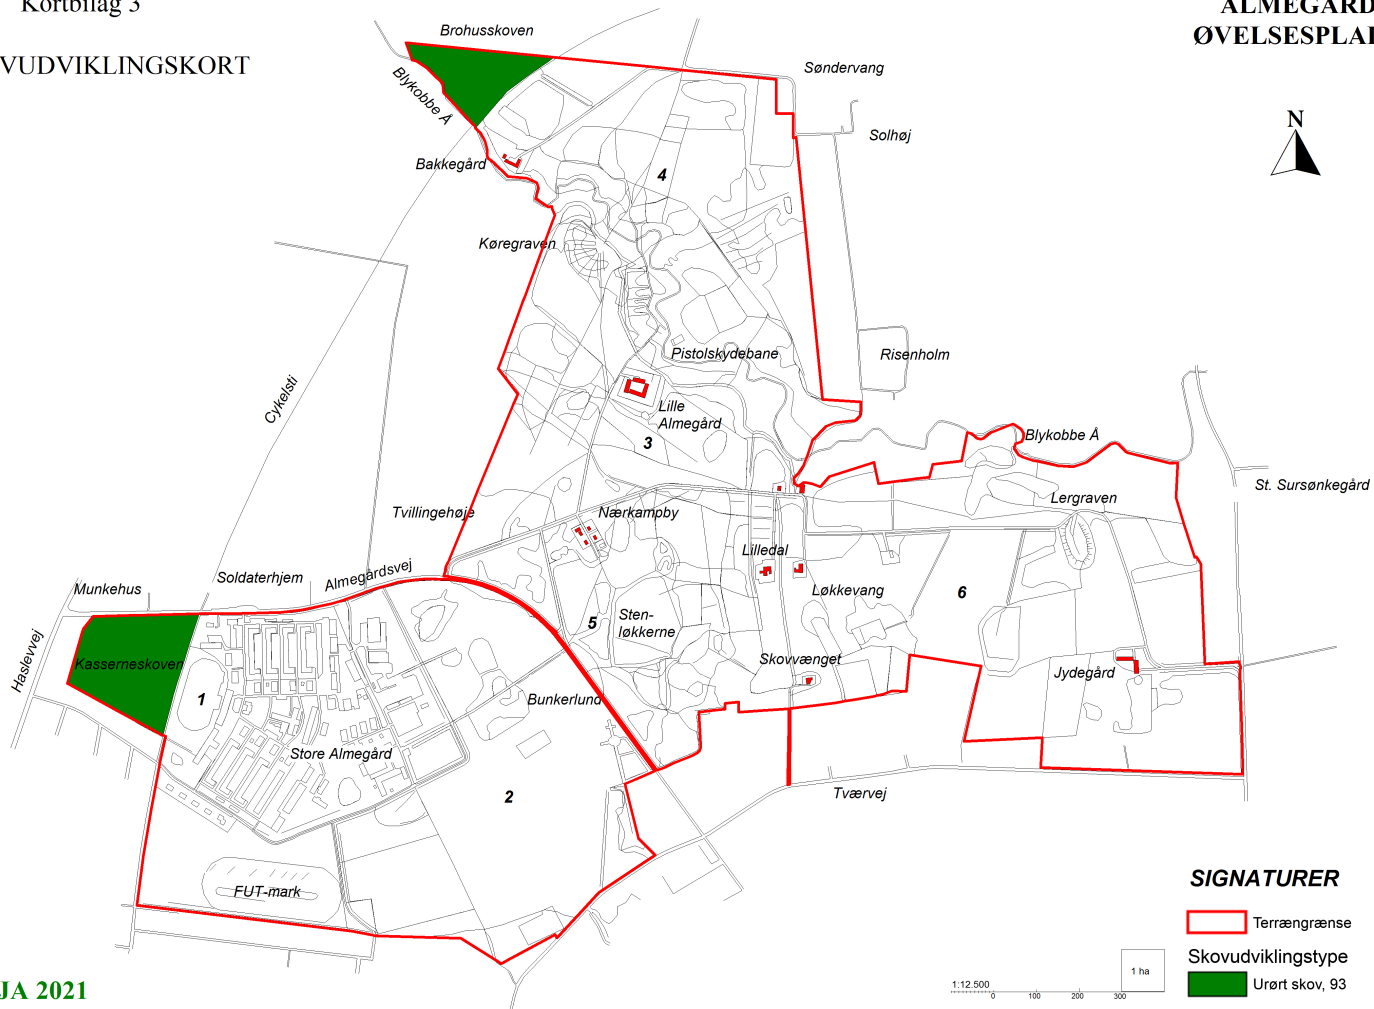 Kortbilag 3
VUDVIKLINGSKORT
ALMEGÅRD
ØVELSESPLA
N
Brohusskoven
Søndervang
Blykobbe Å
Solhøj
Bakkegård
4
Køregraven
Pistolskydebane
Risenholm
Cykelsti
Lille
Almegård
3
Blykobbe Å
St. Sursønkegård
Lergraven
Tvillingehøje
Nærkampby
Lilledal
Almegårdsvej
Soldaterhjem
Munkehus
Løkkevang
6
Sten-
løkkerne
5
Haslevvej
Kasserneskoven
Skovvænget
Jydegård
1
Bunkerlund
Store Almegård
2
Tværvej
FUT-mark
SIGNATURER
Terrængrænse
Skovudviklingstype
Urørt skov, 93
1 ha
1:12.500
0 100 200 300
JA 2021